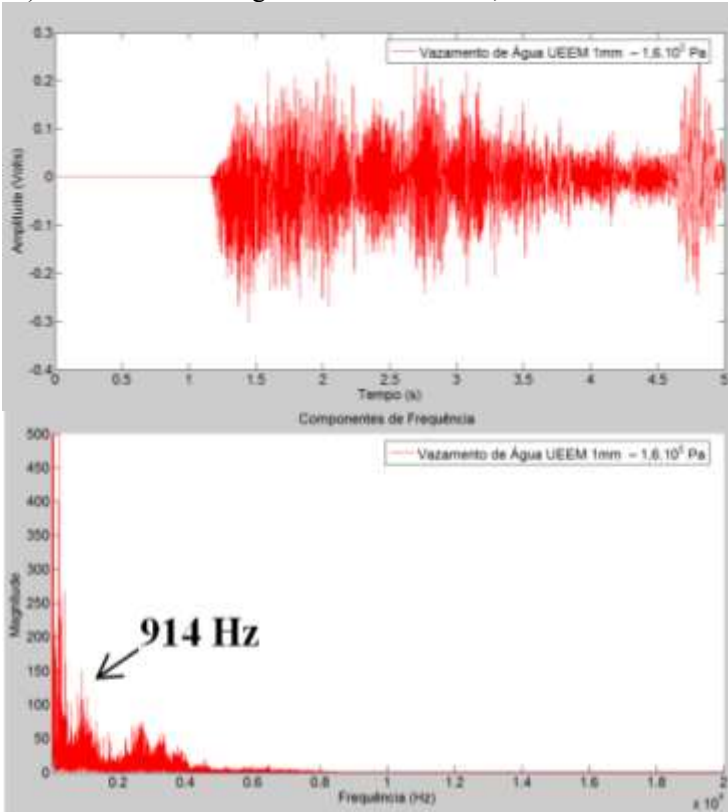 Vazamento de Água UEEM 1mm – 1,6.10⁵ Pa
Amplitude (Volts)
0.3
0.2
0.1
0
-0.1
-0.2
-0.3
-0.4
0 0.5 1 1.5 2 2.5 3 3.5 4 4.5 5
Tempo (s)
Componentes de Frequência
Vazamento de Água UEEM 1mm – 1,6.10⁵ Pa
Magnitude
500
450
400
350
300
250
200
150
100
50
0
914 Hz
0.2 0.4 0.6 0.8 1 1.2 1.4 1.6 1.8 2
Frequência (Hz)